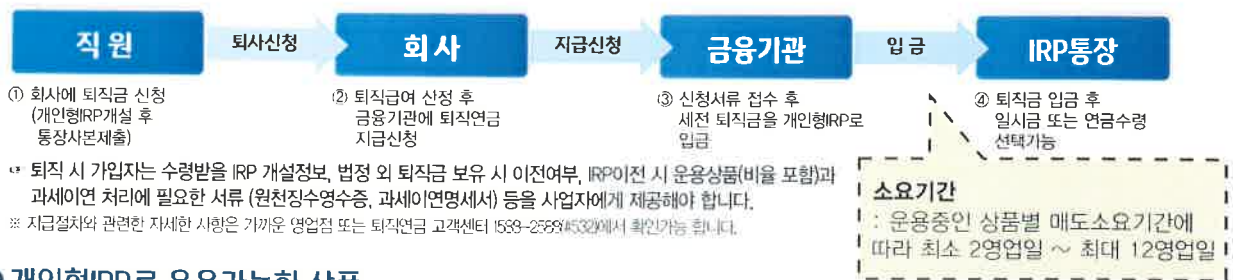 직 원
퇴사신청
회 사
지급신청
금융기관
입 금
IRP통장
① 회사에 퇴직금 신청
(개인형IRP개설 후
통장사본제출)
② 퇴직급여 산정 후
금융기관에 퇴직연금
지급신청
③ 신청서류 접수 후
세전 퇴직금을 개인형IRP로
입금
④ 퇴직금 입금 후
일시금 또는 연금수령
선택가능
☞ 퇴직 시 가입자는 수령받을 IRP 개설정보, 법정 외 퇴직금 보유 시 이전여부, IRP이전 시 운용상품(비율 포함)과
과세이연 처리에 필요한 서류 (원천징수영수증, 과세이연명세서) 등을 사업자에게 제공해야 합니다.
※ 지급절차와 관련한 자세한 사항은 가까운 영업점 또는 퇴직연금 고객센터 에서 확인가능 합니다.
소요기간
: 운용중인 상품별 매도소요기간에
따라 최소 2영업일 ~ 최대 12영업일
개인형IRP로 운용가능한 상품